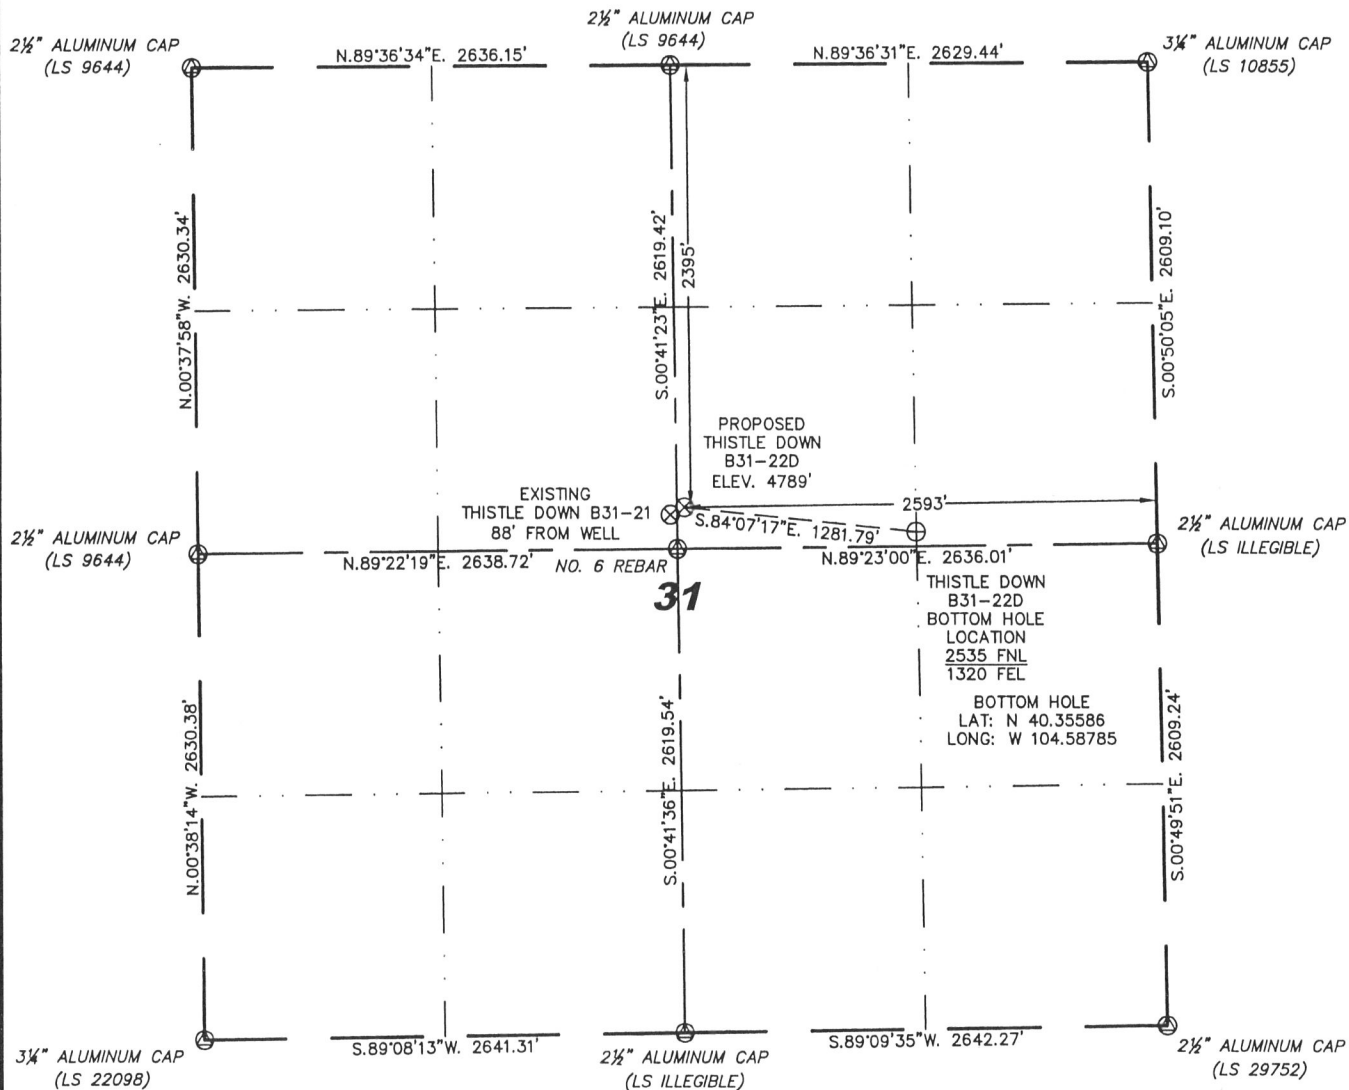 2½" ALUMINUM CAP
(LS 9644)
2½" ALUMINUM CAP
(LS 9644)
3¼" ALUMINUM CAP
(LS 10855)
N.89°36'34"E. 2636.15'
N.89°36'31"E. 2629.44'
N.00°37'58"W. 2630.34'
S.00°41'23"E. 2619.42'
2395'
S.00°50'05"E. 2609.10'
PROPOSED
THISTLE DOWN
B31-22D
ELEV. 4789'
EXISTING
THISTLE DOWN B31-21
88' FROM WELL
2593'
S.84°07'17"E. 1281.79'
2½" ALUMINUM CAP
(LS 9644)
2½" ALUMINUM CAP
(LS ILLEGIBLE)
N.89°22'19"E. 2638.72'
NO. 6 REBAR
N.89°23'00"E. 2636.01'
31
THISTLE DOWN
B31-22D
BOTTOM HOLE
LOCATION
2535 FNL
1320 FEL
BOTTOM HOLE
LAT: N 40.35586
LONG: W 104.58785
N.00°38'14"W. 2630.38'
S.00°41'36"E. 2619.54'
S.00°49'51"E. 2609.24'
S.89°08'13"W. 2641.31'
S.89°09'35"W. 2642.27'
3¼" ALUMINUM CAP
(LS 22098)
2½" ALUMINUM CAP
(LS ILLEGIBLE)
2½" ALUMINUM CAP
(LS 29752)